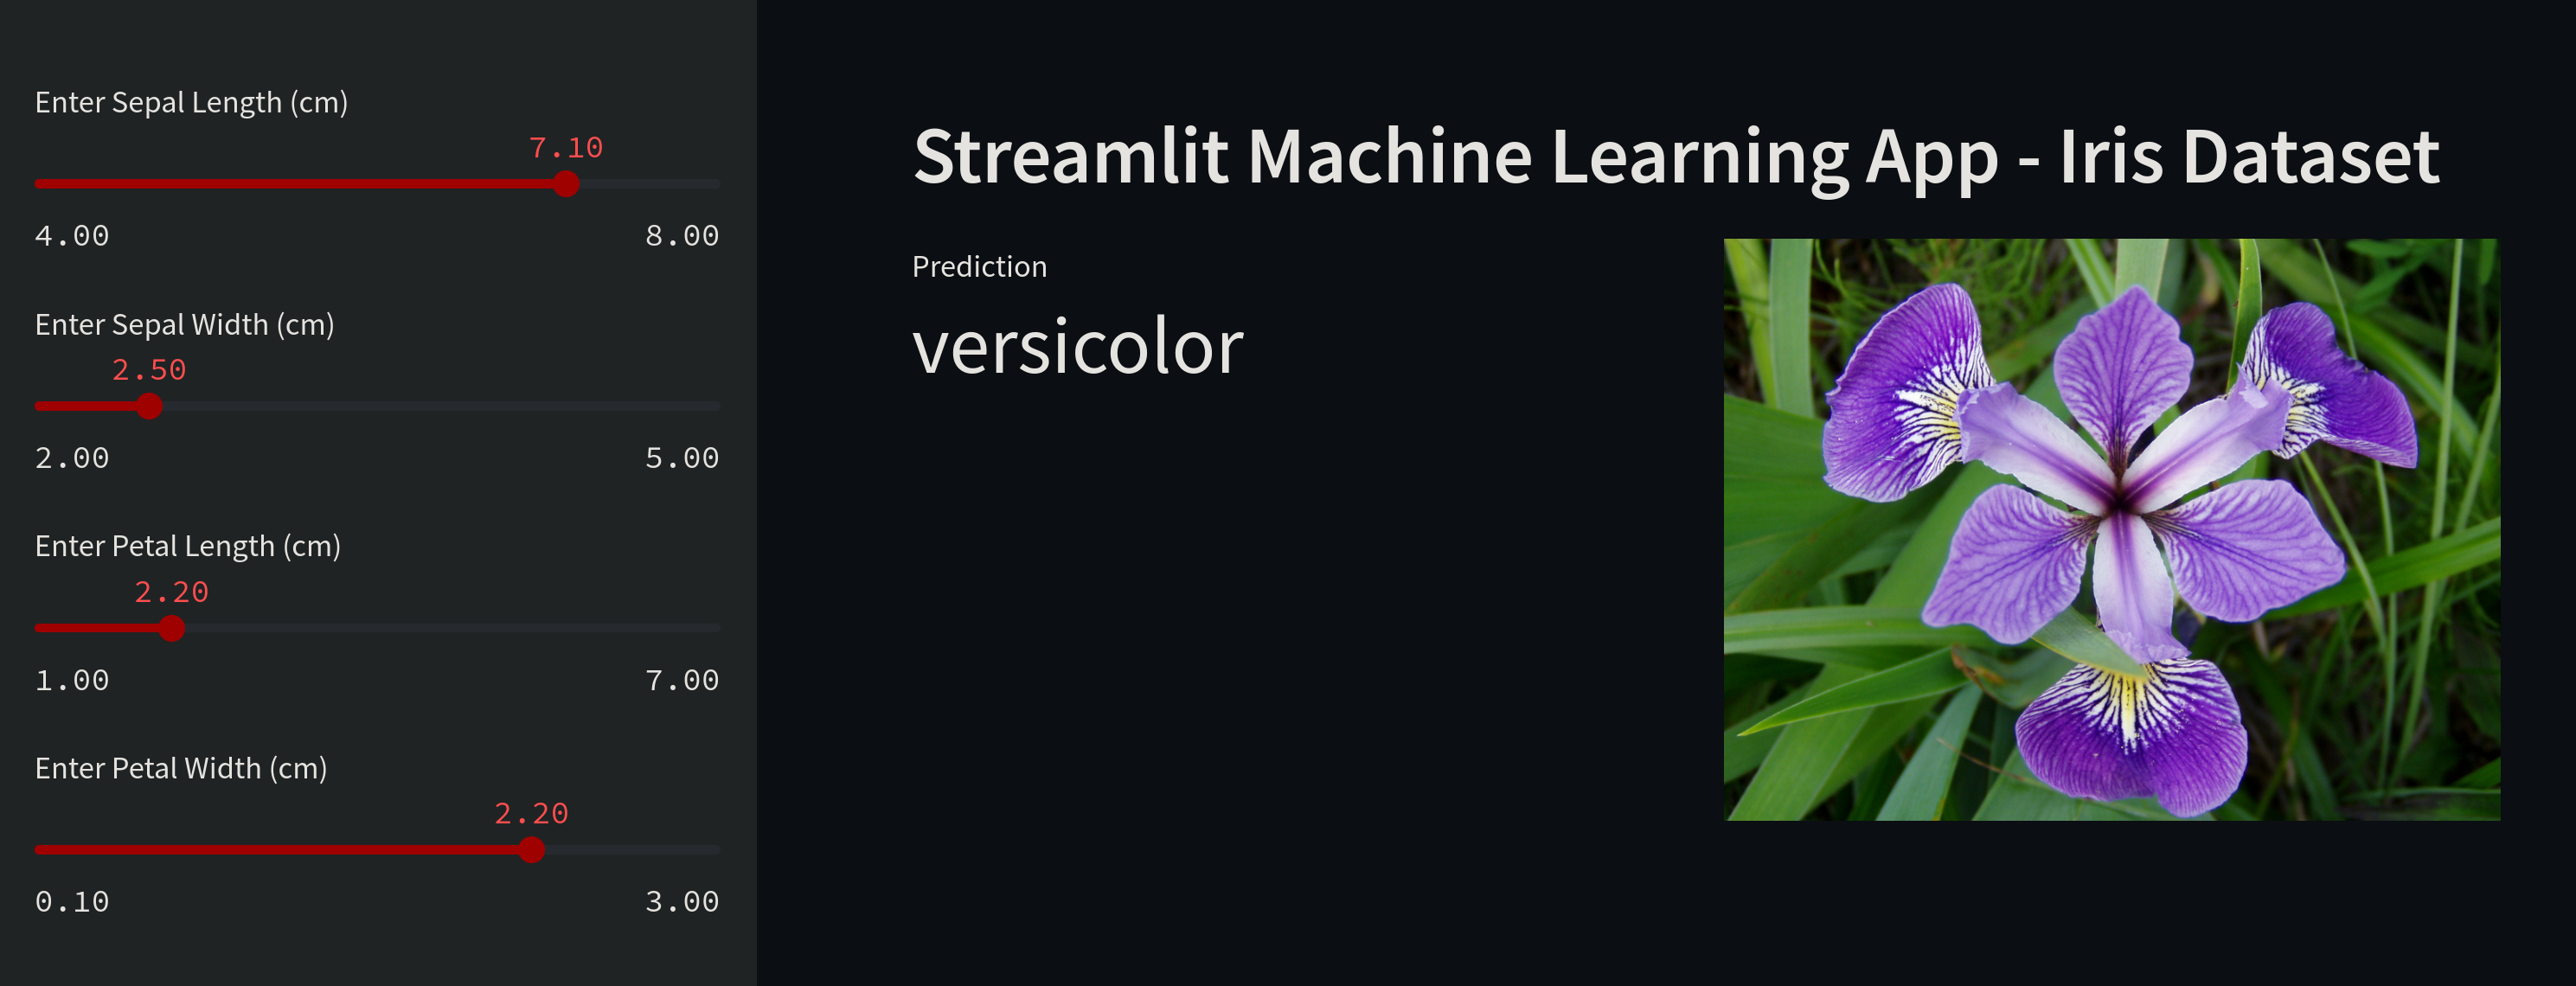 Enter Sepal Length (cm)
7.10
4.00 8.00
Enter Sepal Width (cm)
2.50
2.00 5.00
Enter Petal Length (cm)
2.20
1.00 7.00
Enter Petal Width (cm)
2.20
0.10 3.00
Streamlit Machine Learning App - Iris Dataset
Prediction
versicolor